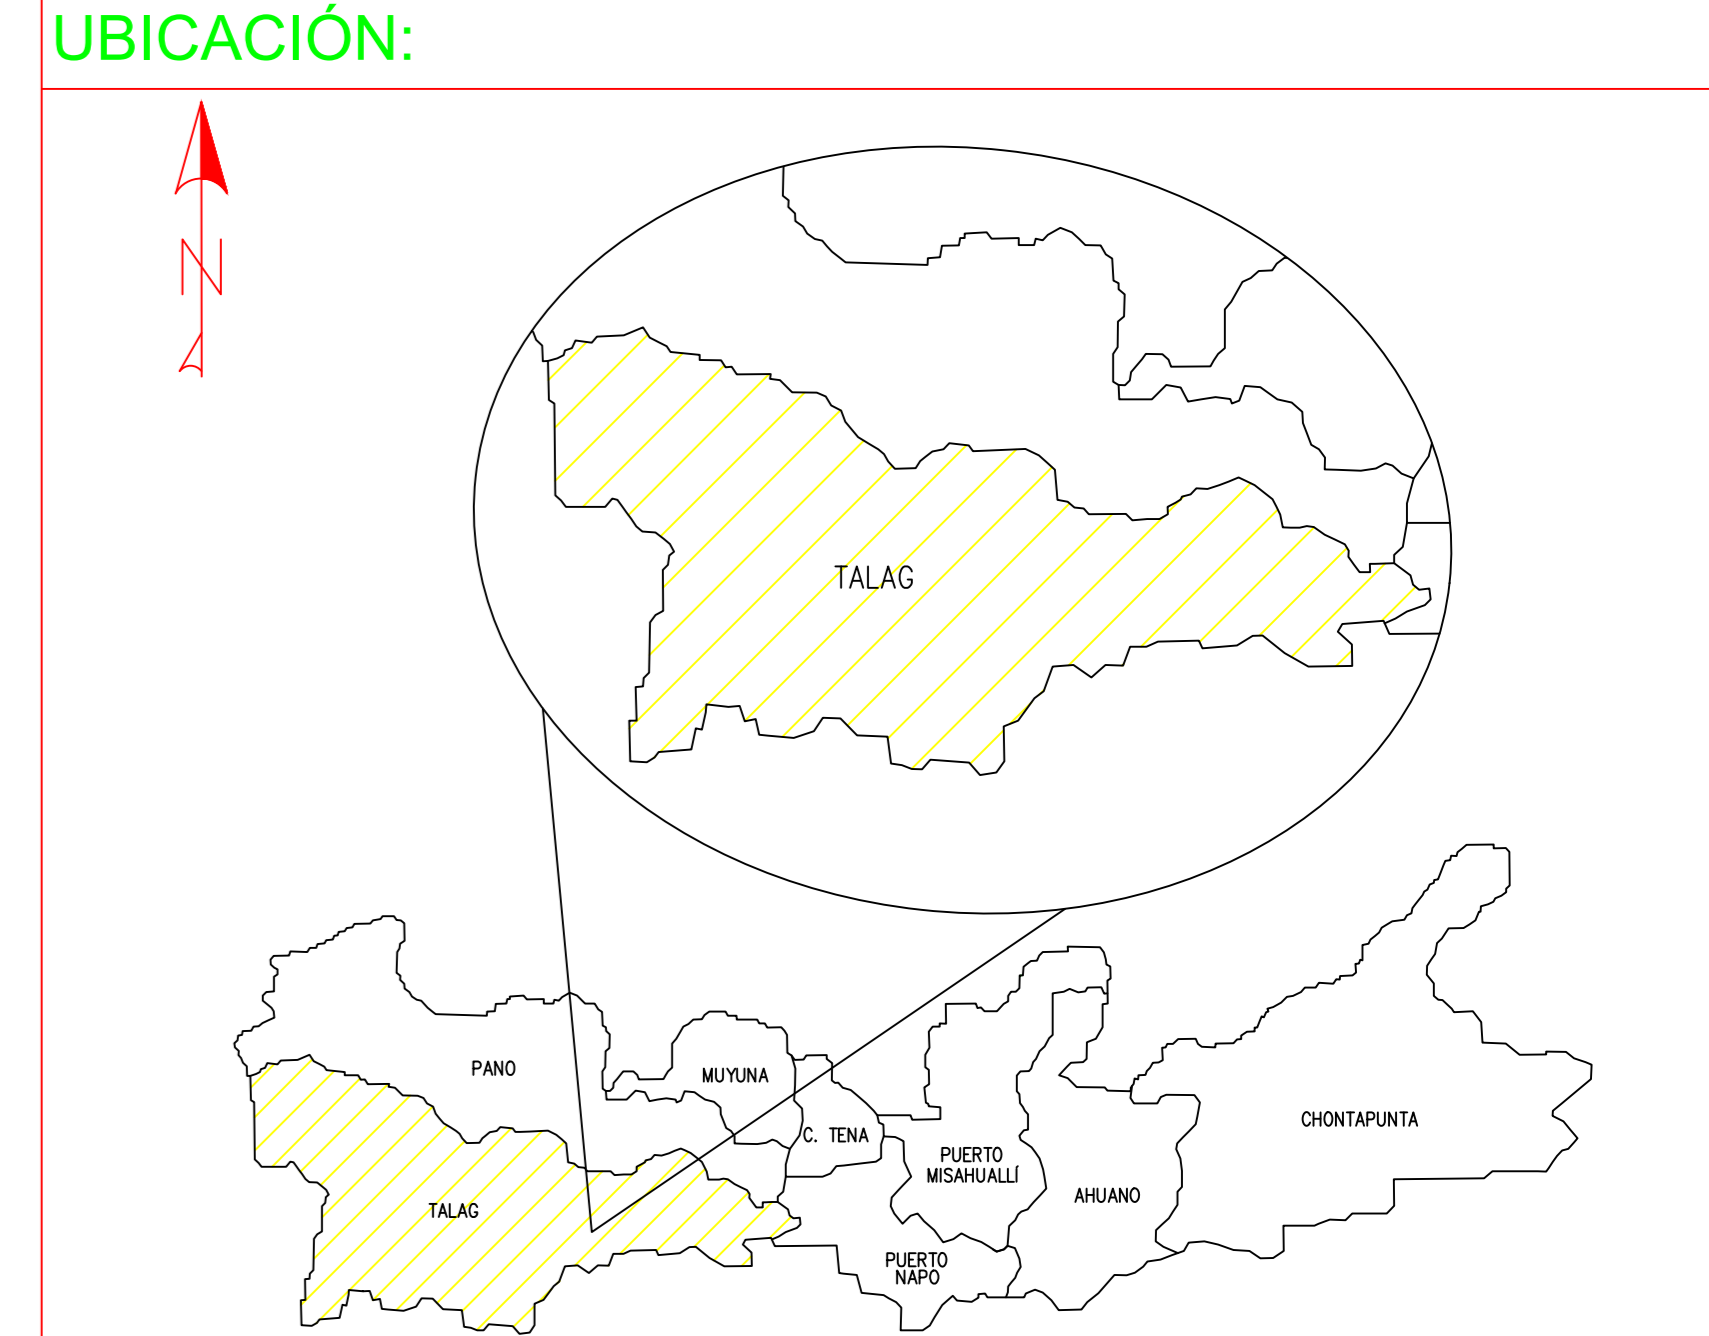 UBICACIÓN:
N
TALAG
PANO
MUYUNA
C. TENA
PUERTO
MISAHUALLÍ
CHONTAPUNTA
AHUANO
TALAG
PUERTO
NAPO